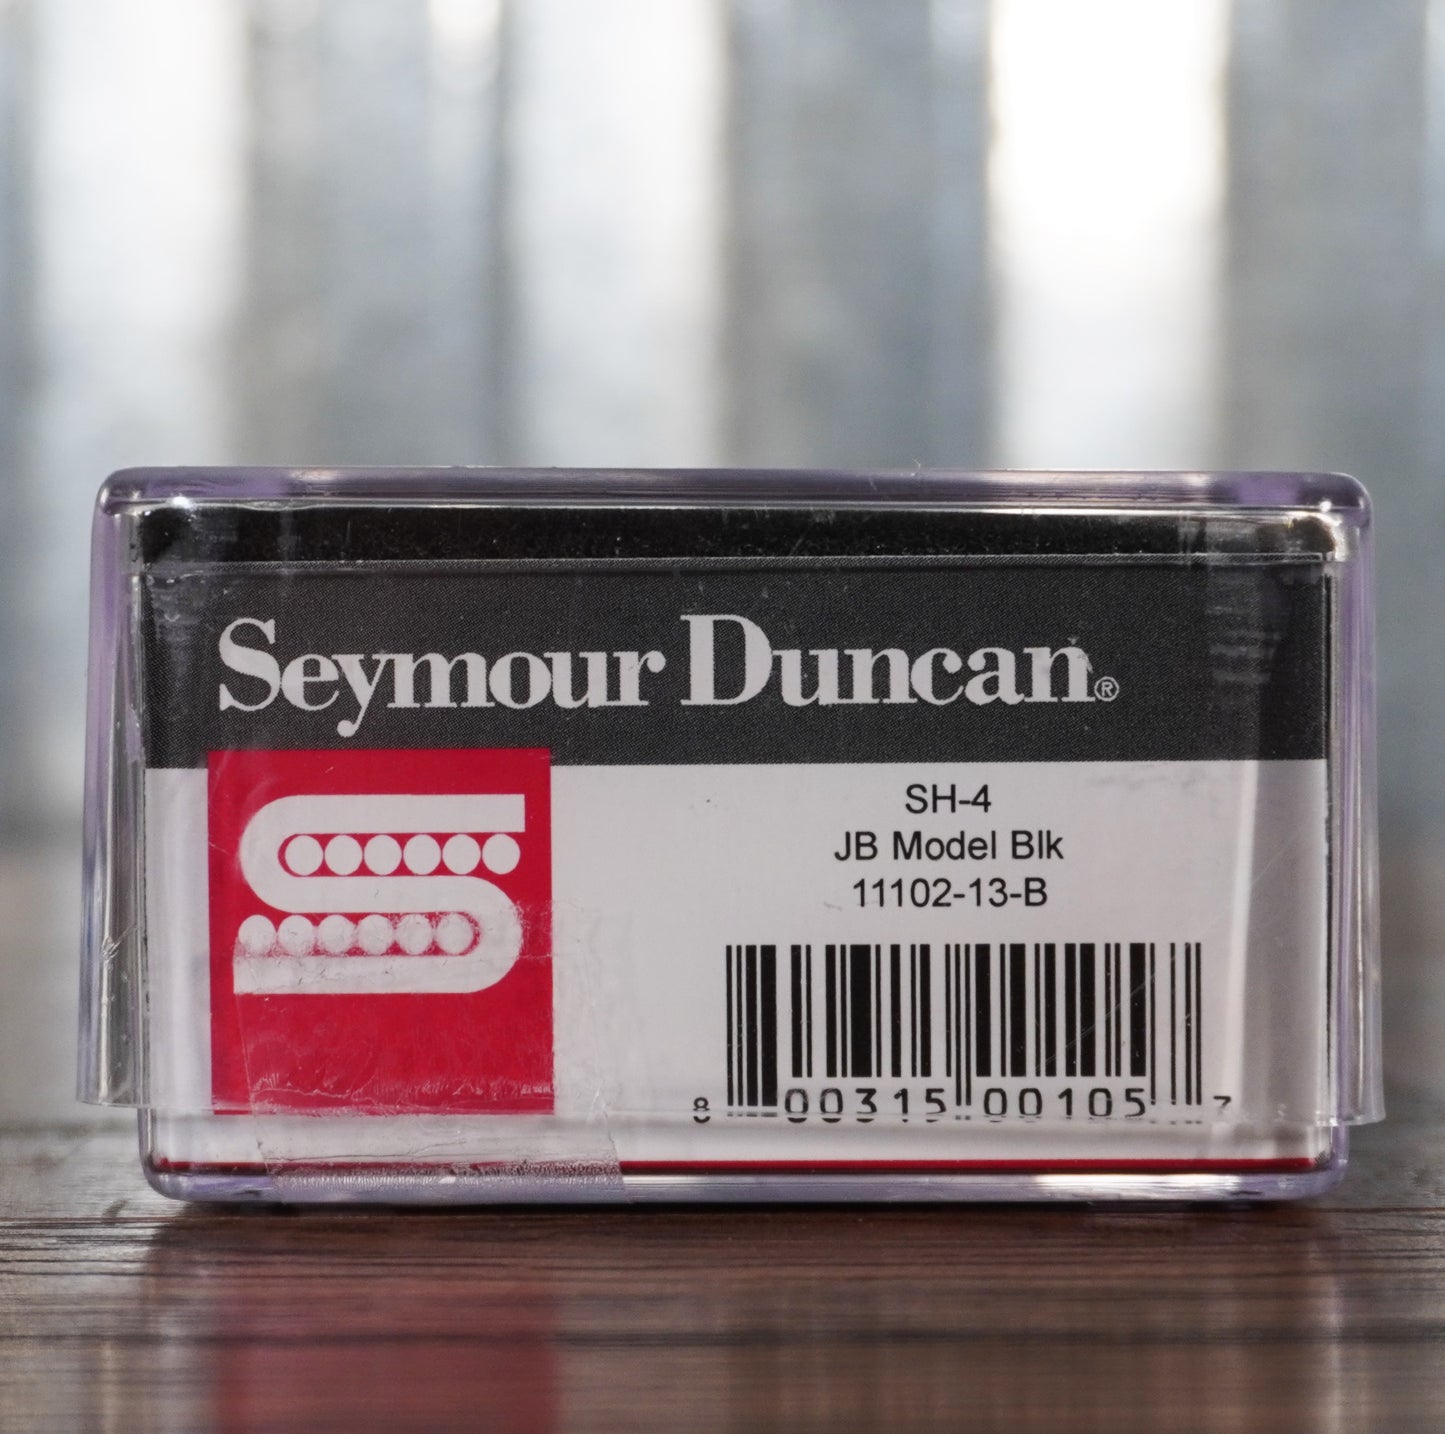 Seymour Duncan®
SH-4
JB Model Blk
11102-13-B
8 00315 00105 7